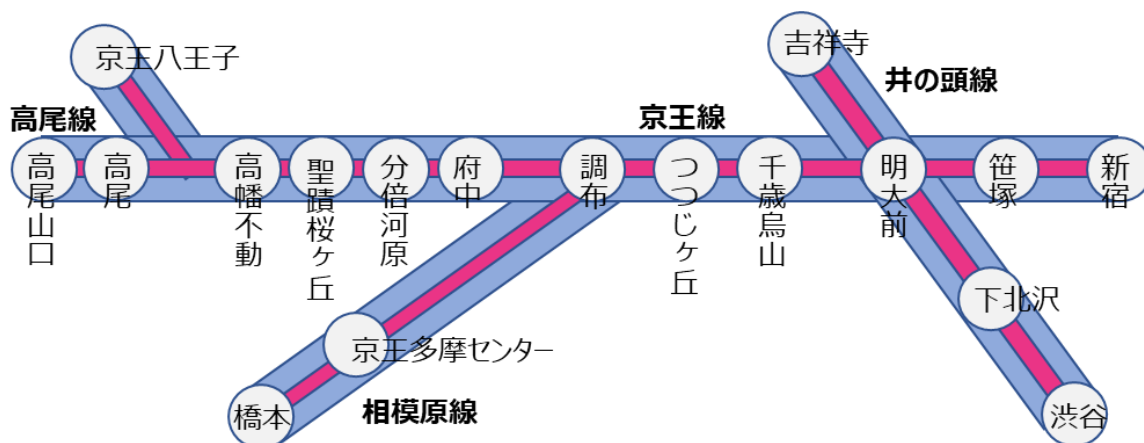 京王八王子
吉祥寺
井の頭線
高尾線
京王線
高尾山口
高尾
高幡不動
聖蹟桜ヶ丘
分倍河原
府中
調布
つつじヶ丘
千歳烏山
明大前
笹塚
新宿
下北沢
京王多摩センター
橋本
相模原線
渋谷